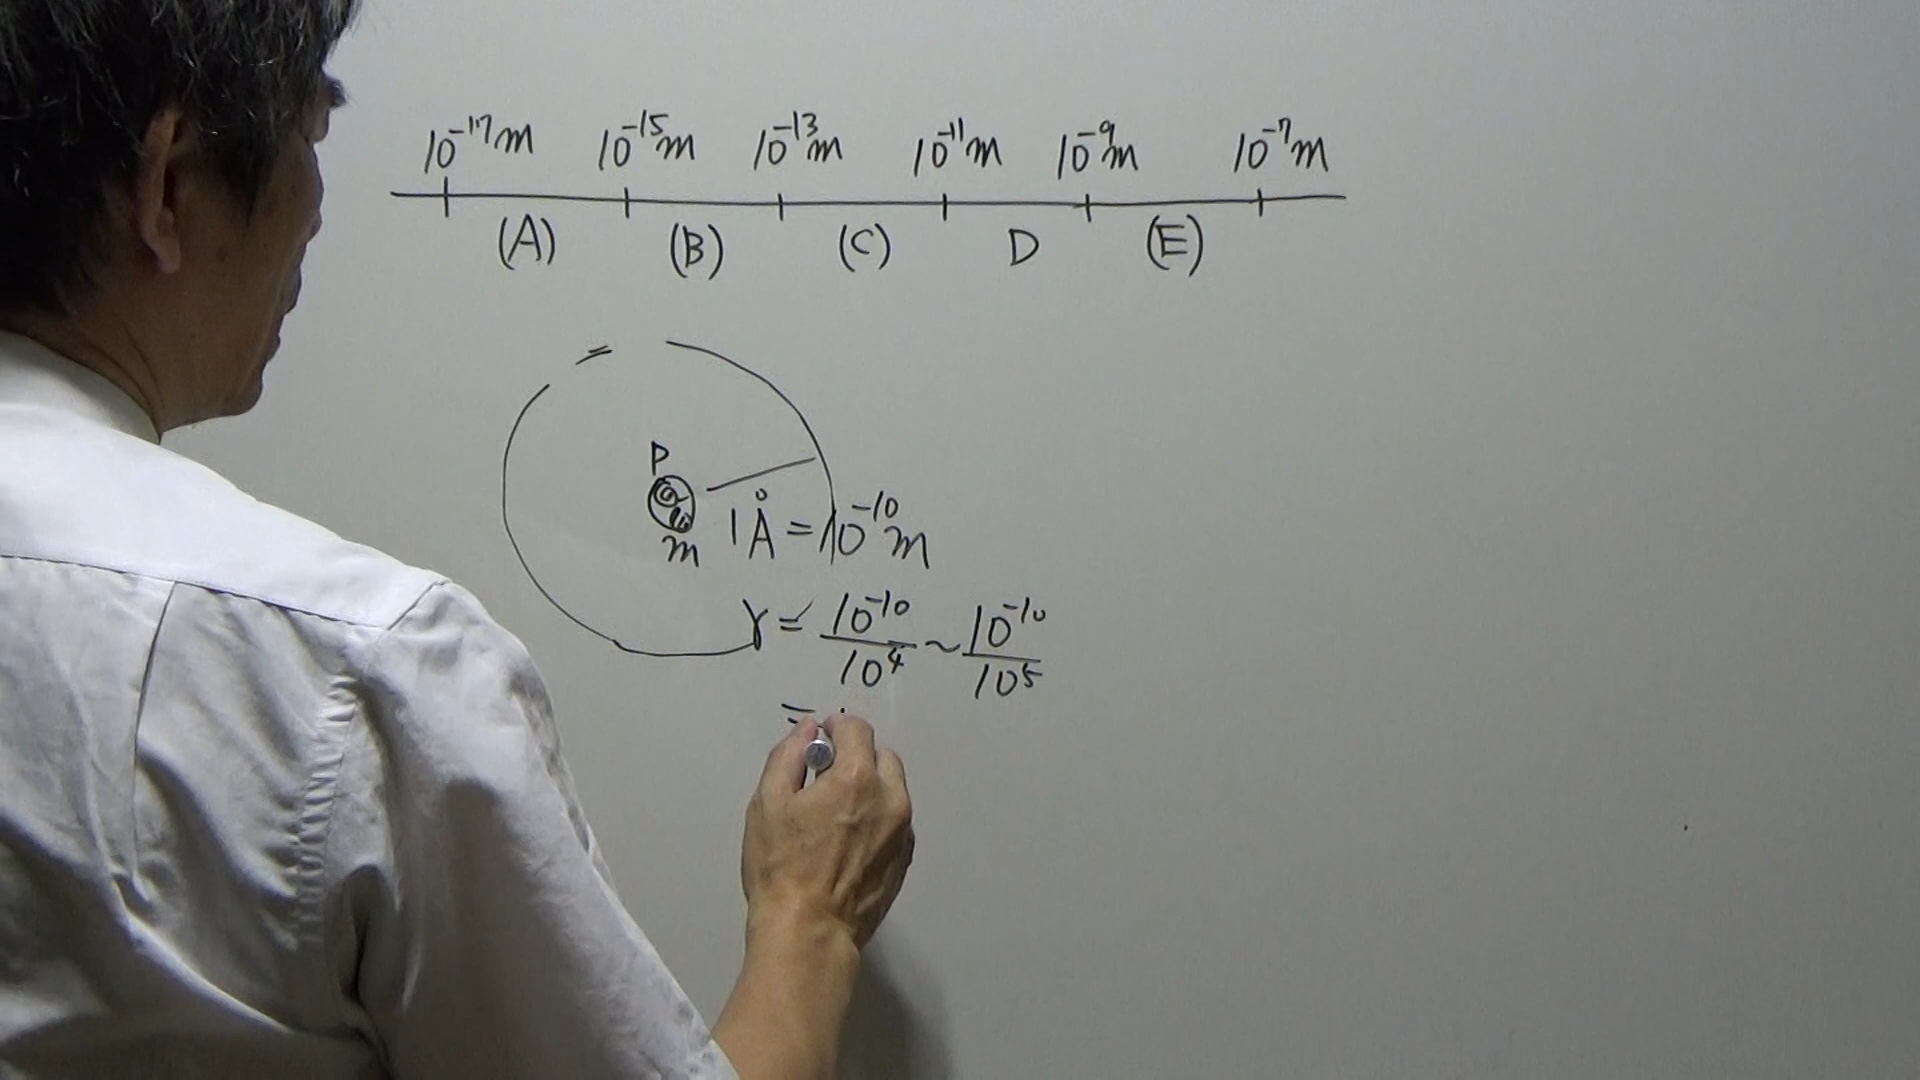 10⁻¹⁷m 10⁻¹⁵m 10⁻¹³m 10⁻¹¹m 10⁻⁹m 10⁻⁷m
(A) (B) (C) D (E)
P
m 1Å=10⁻¹⁰m
r = 10⁻¹⁰/10⁴ ~ 10⁻¹⁰/10⁵
=